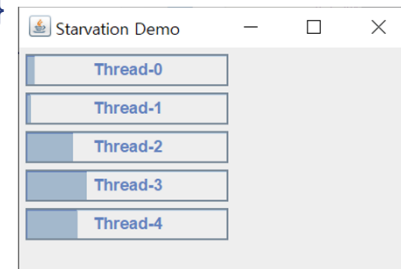 Starvation Demo
Thread-0
Thread-1
Thread-2
Thread-3
Thread-4